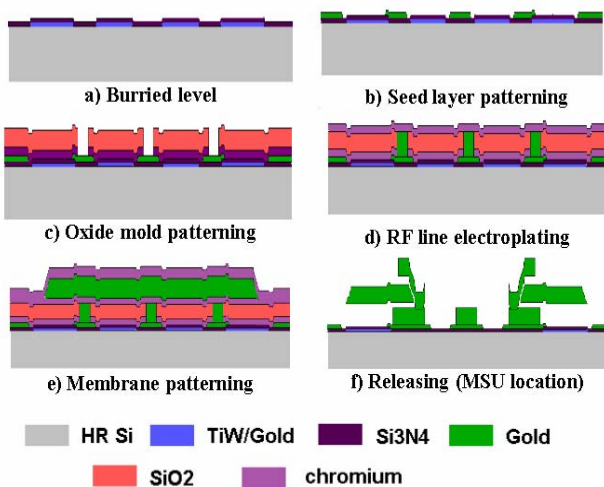 a) Burried level
b) Seed layer patterning
c) Oxide mold patterning
d) RF line electroplating
e) Membrane patterning
f) Releasing (MSU location)
HR Si
TiW/Gold
Si3N4
Gold
SiO2
chromium